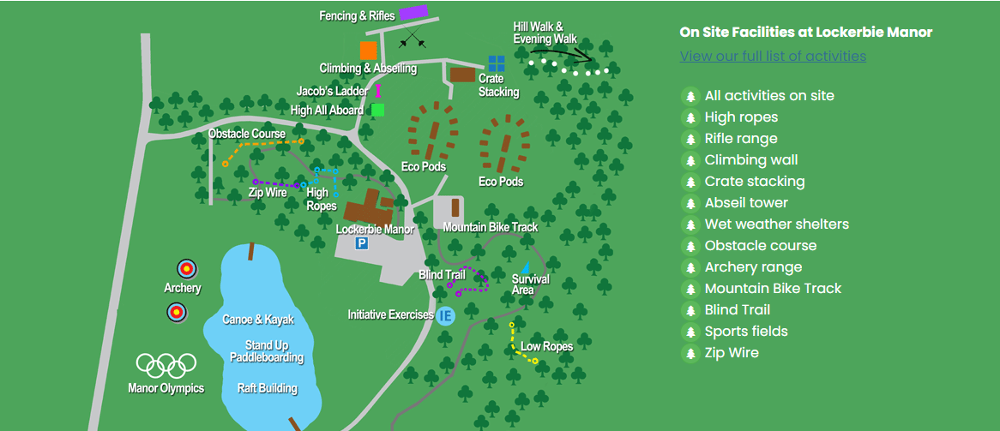 Fencing & Rifles
Hill Walk &
Evening Walk
Climbing & Abseiling
Crate
Stacking
Jacob's Ladder
High All Aboard
Obstacle Course
Eco Pods
Eco Pods
Zip Wire
High
Ropes
Lockerbie Manor
P
Mountain Bike Track
Archery
Blind Trail
Survival
Area
Initiative Exercises
IE
Canoe & Kayak
Stand Up
Paddleboarding
Raft Building
Low Ropes
Manor Olympics
On Site Facilities at Lockerbie Manor
View our full list of activities
All activities on site
High ropes
Rifle range
Climbing wall
Crate stacking
Abseil tower
Wet weather shelters
Obstacle course
Archery range
Mountain Bike Track
Blind Trail
Sports fields
Zip Wire